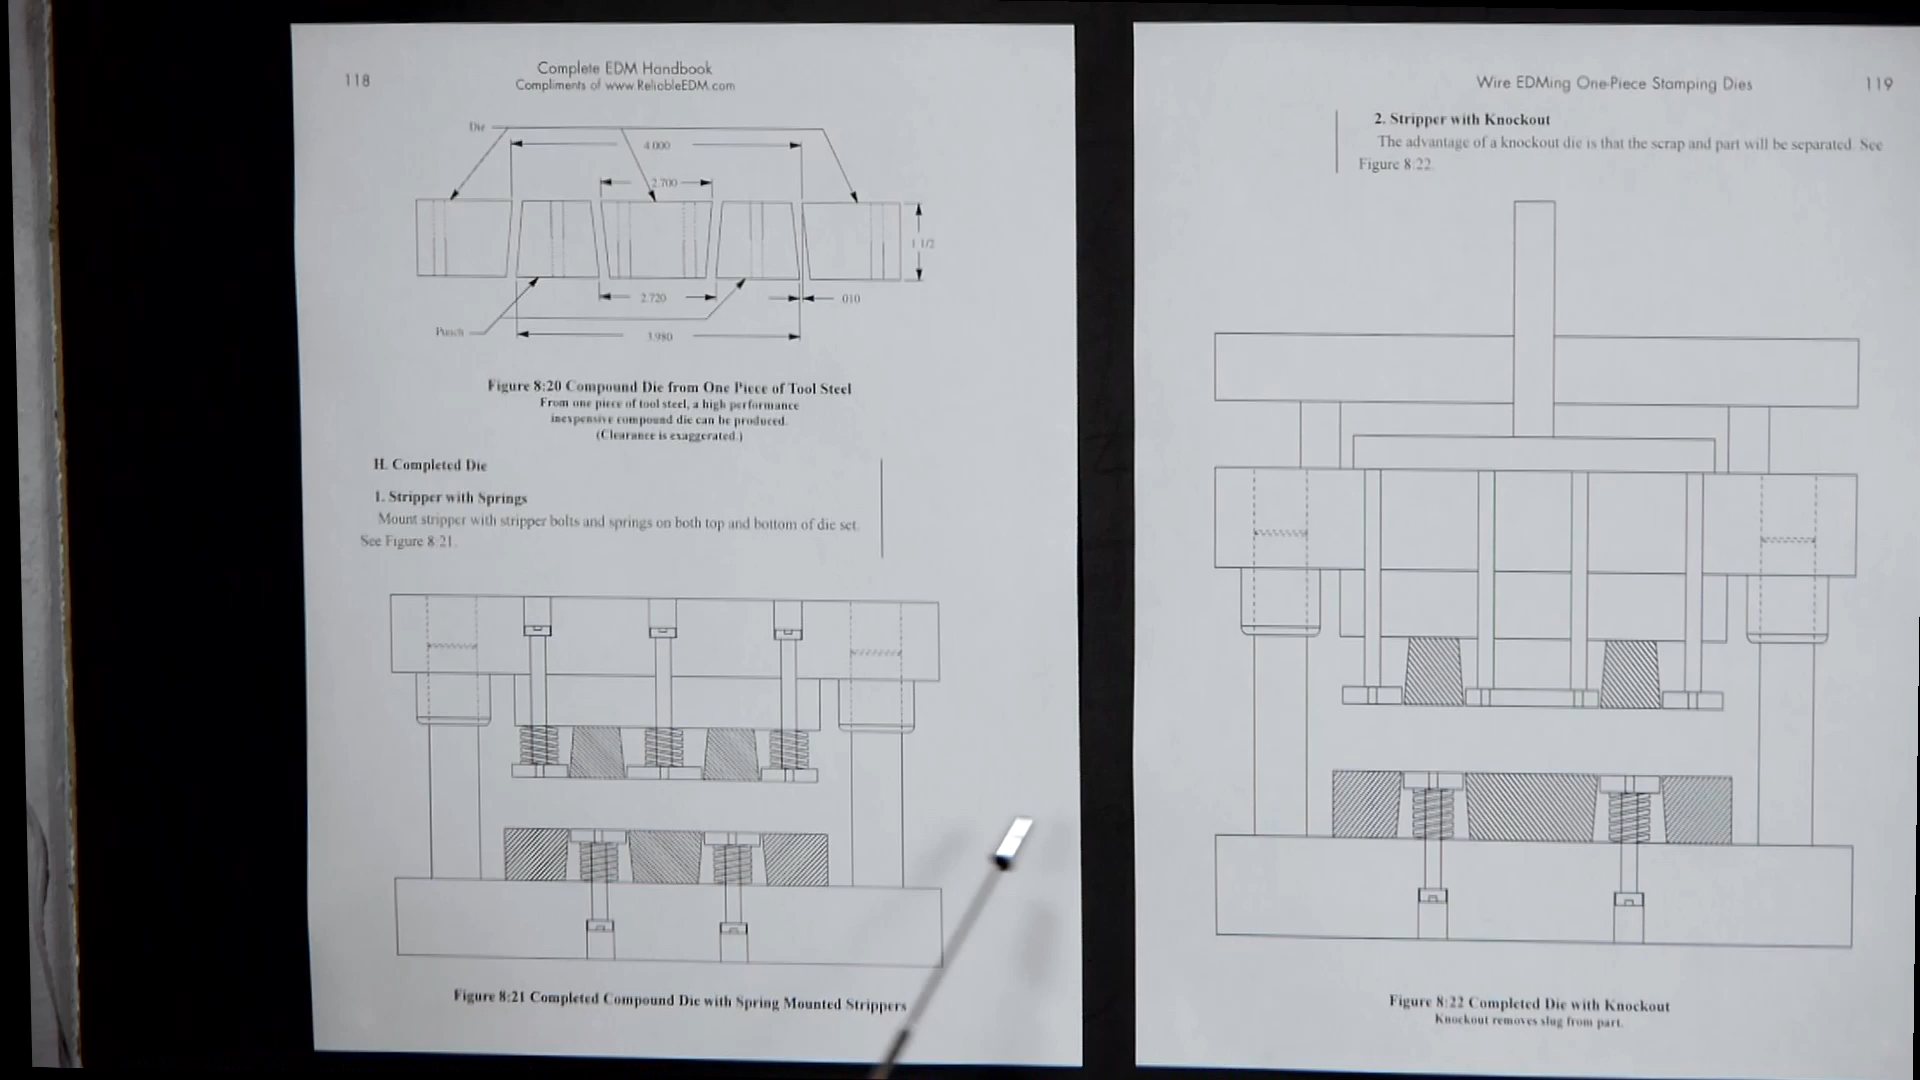 118
Complete EDM Handbook
Compliments of www.ReliableEDM.com
Die
4.000
2.700
1 1/2
2.720
.010
Punch
3.980
Figure 8:20 Compound Die from One Piece of Tool Steel
From one piece of tool steel, a high performance
inexpensive compound die can be produced.
(Clearance is exaggerated.)
H. Completed Die
1. Stripper with Springs
Mount stripper with stripper bolts and springs on both top and bottom of die set.
See Figure 8:21.
Figure 8:21 Completed Compound Die with Spring Mounted Strippers
Wire EDMing One-Piece Stamping Dies
119
2. Stripper with Knockout
The advantage of a knockout die is that the scrap and part will be separated. See
Figure 8:22.
Figure 8:22 Completed Die with Knockout
Knockout removes slug from part.